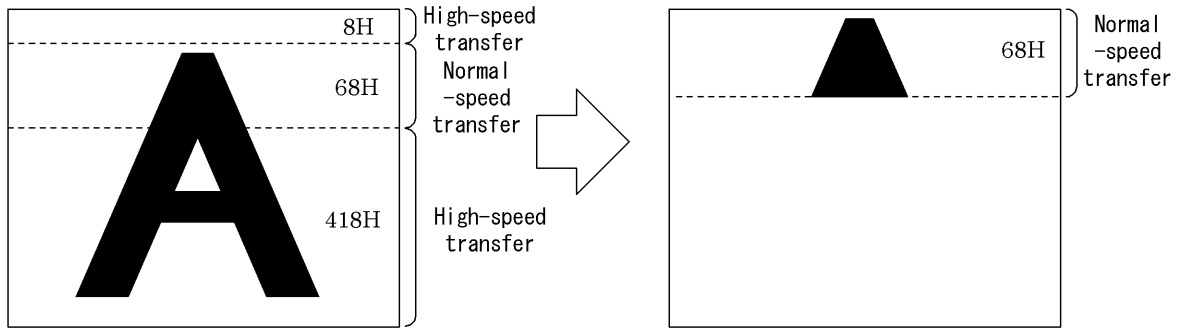 8H
High-speed
transfer
68H
Normal
-speed
transfer
418H
High-speed
transfer
A
68H
Normal
-speed
transfer